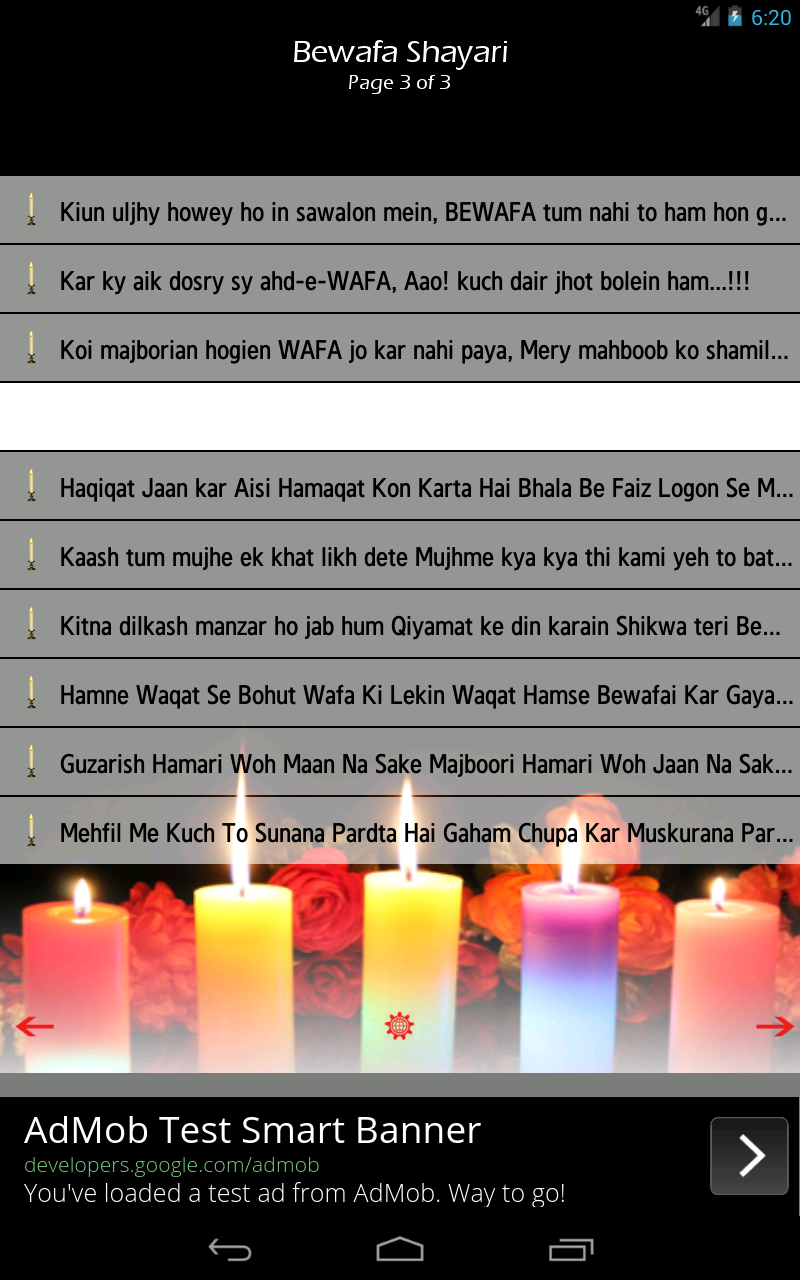 4G 6:20
Bewafa Shayari
Page 3 of 3
Kiun uljhy howey ho in sawalon mein, BEWAFA tum nahi to ham hon g...
Kar ky aik dosry sy ahd-e-WAFA, Aao! kuch dair jhot bolein ham...!!!
Koi majborian hogien WAFA jo kar nahi paya, Mery mahboob ko shamil...
Haqiqat Jaan kar Aisi Hamaqat Kon Karta Hai Bhala Be Faiz Logon Se M...
Kaash tum mujhe ek khat likh dete Mujhme kya kya thi kami yeh to bat...
Kitna dilkash manzar ho jab hum Qiyamat ke din karain Shikwa teri Be...
Hamne Waqat Se Bohut Wafa Ki Lekin Waqat Hamse Bewafai Kar Gaya...
Guzarish Hamari Woh Maan Na Sake Majboori Hamari Woh Jaan Na Sak...
Mehfil Me Kuch To Sunana Pardta Hai Gaham Chupa Kar Muskurana Par...
AdMob Test Smart Banner
developers.google.com/admob
You've loaded a test ad from AdMob. Way to go!